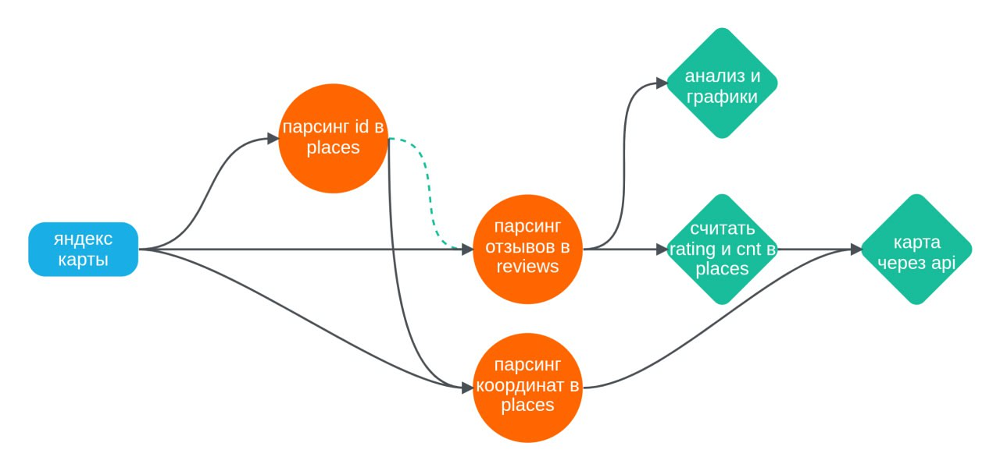 анализ и
графики
парсинг id в
places
яндекс
карты
парсинг
отзывов в
reviews
считать
rating и cnt в
places
карта
через api
парсинг
координат в
places